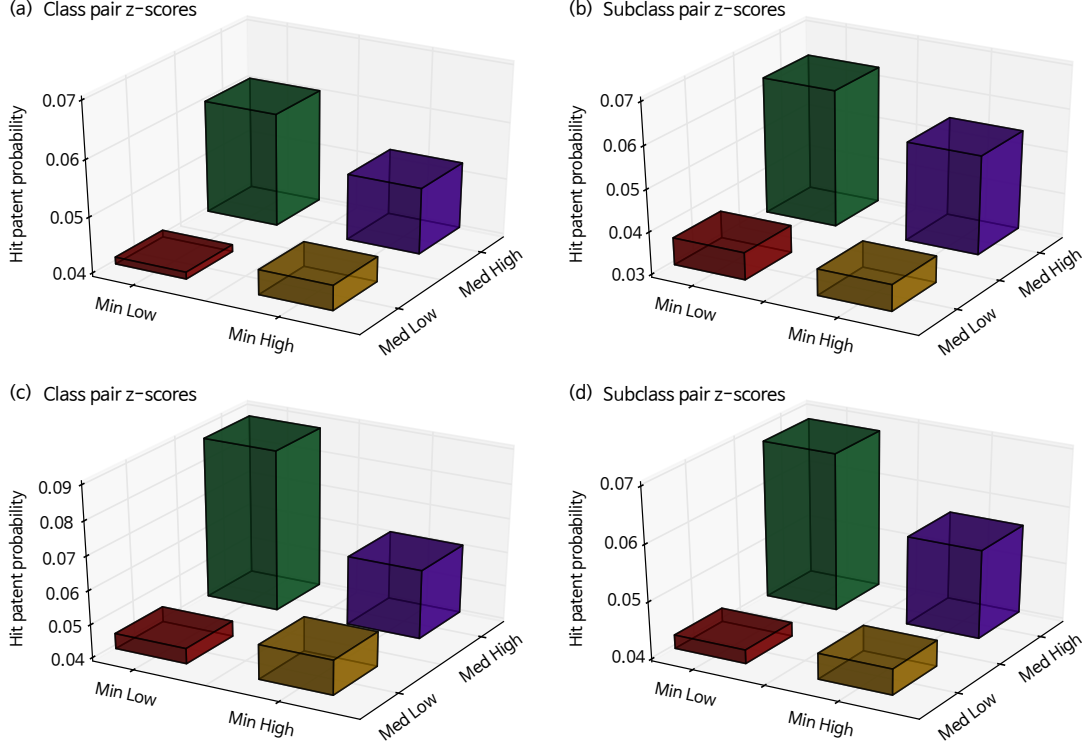 (a) Class pair z-scores
Hit patent probability
0.07
0.06
0.05
0.04
Min Low
Min High
Med Low
Med High
(b) Subclass pair z-scores
Hit patent probability
0.07
0.06
0.05
0.04
0.03
Min Low
Min High
Med Low
Med High
(c) Class pair z-scores
Hit patent probability
0.09
0.08
0.07
0.06
0.05
0.04
Min Low
Min High
Med Low
Med High
(d) Subclass pair z-scores
Hit patent probability
0.07
0.06
0.05
0.04
Min Low
Min High
Med Low
Med High